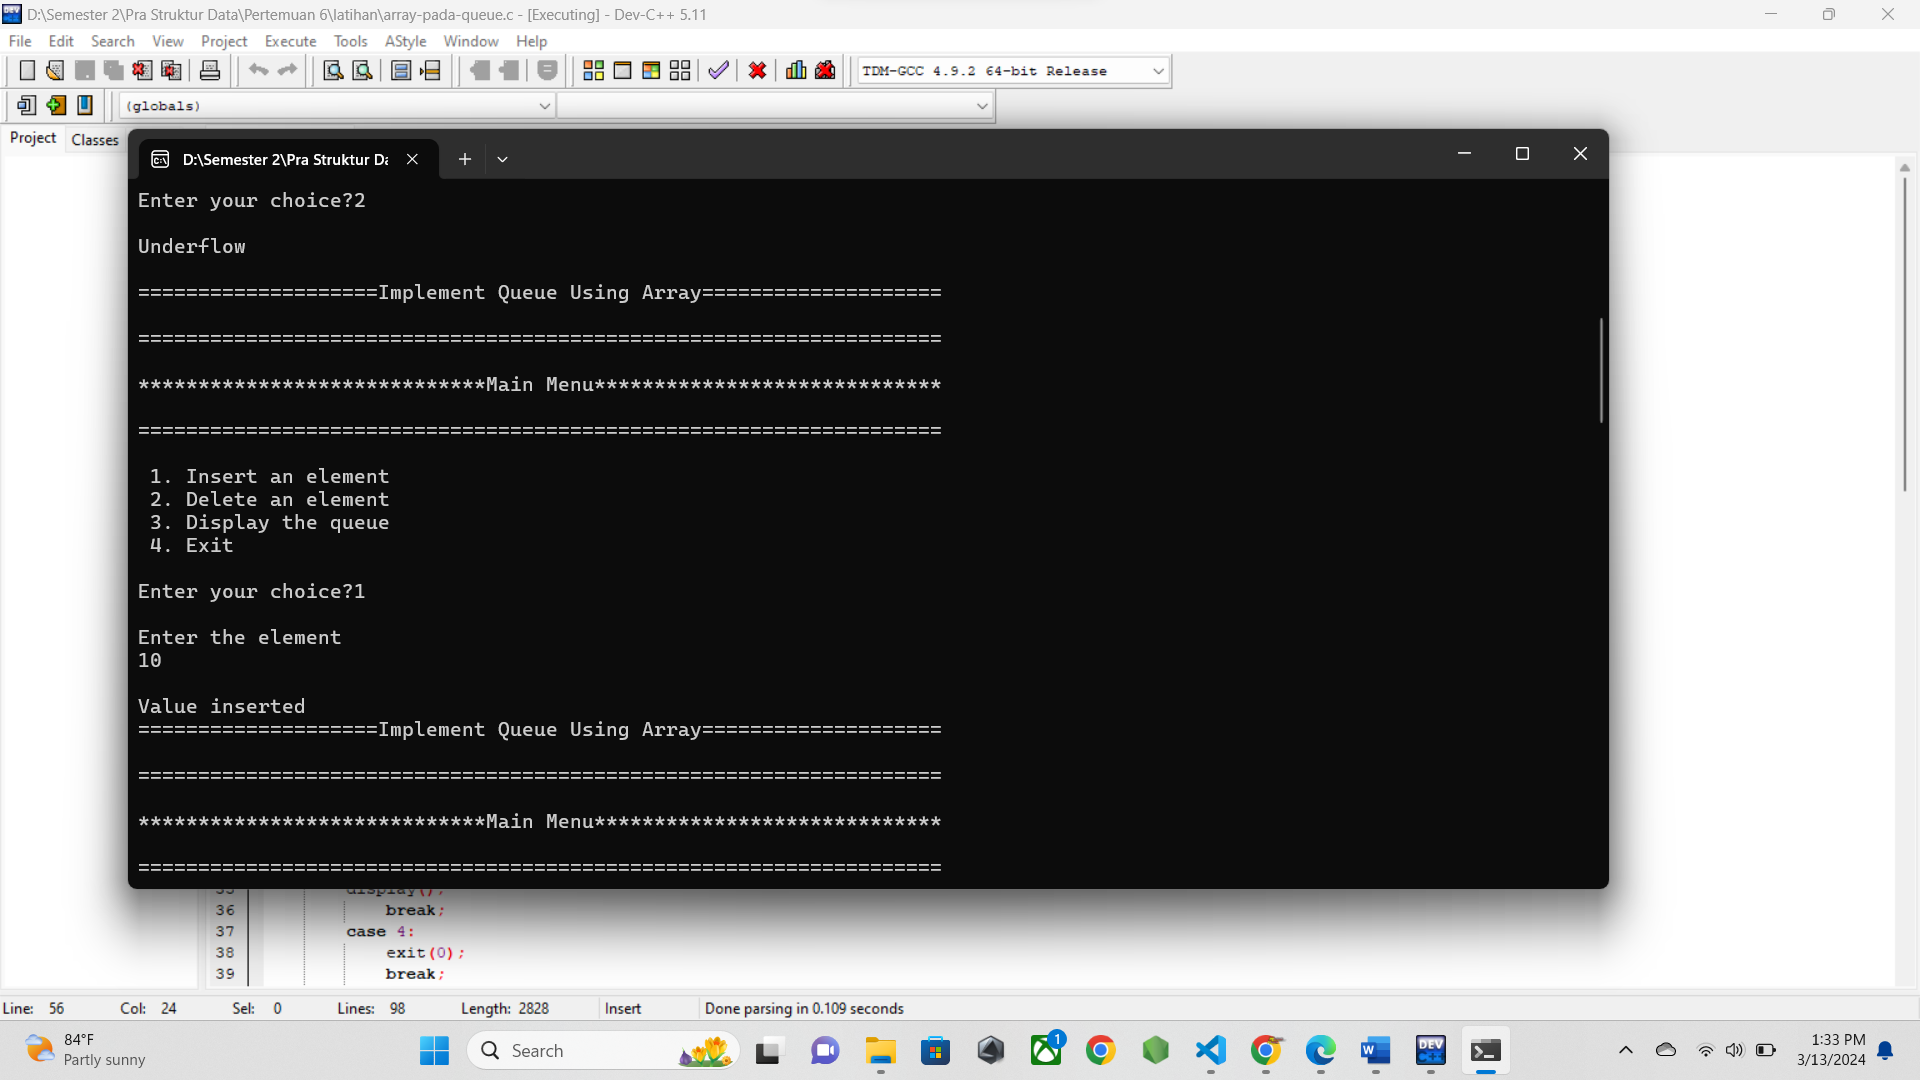 D:\Semester 2\Pra Struktur Data\Pertemuan 6\latihan\array-pada-queue.c - [Executing] - Dev-C++ 5.11
File Edit Search View Project Execute Tools AStyle Window Help
TDM-GCC 4.9.2 64-bit Release
(globals)
Project Classes
D:\Semester 2\Pra Struktur Da
Enter your choice?2
Underflow
====================Implement Queue Using Array====================
===================================================================
*****************************Main Menu*****************************
===================================================================
1. Insert an element
2. Delete an element
3. Display the queue
4. Exit
Enter your choice?1
Enter the element
10
Value inserted
====================Implement Queue Using Array====================
===================================================================
*****************************Main Menu*****************************
===================================================================
35 display();
36 break;
37 case 4:
38 exit(0);
39 break;
Line: 56 Col: 24 Sel: 0 Lines: 98 Length: 2828 Insert Done parsing in 0.109 seconds
84°F
Partly sunny
Search
1
DEV
C++
1:33 PM
3/13/2024